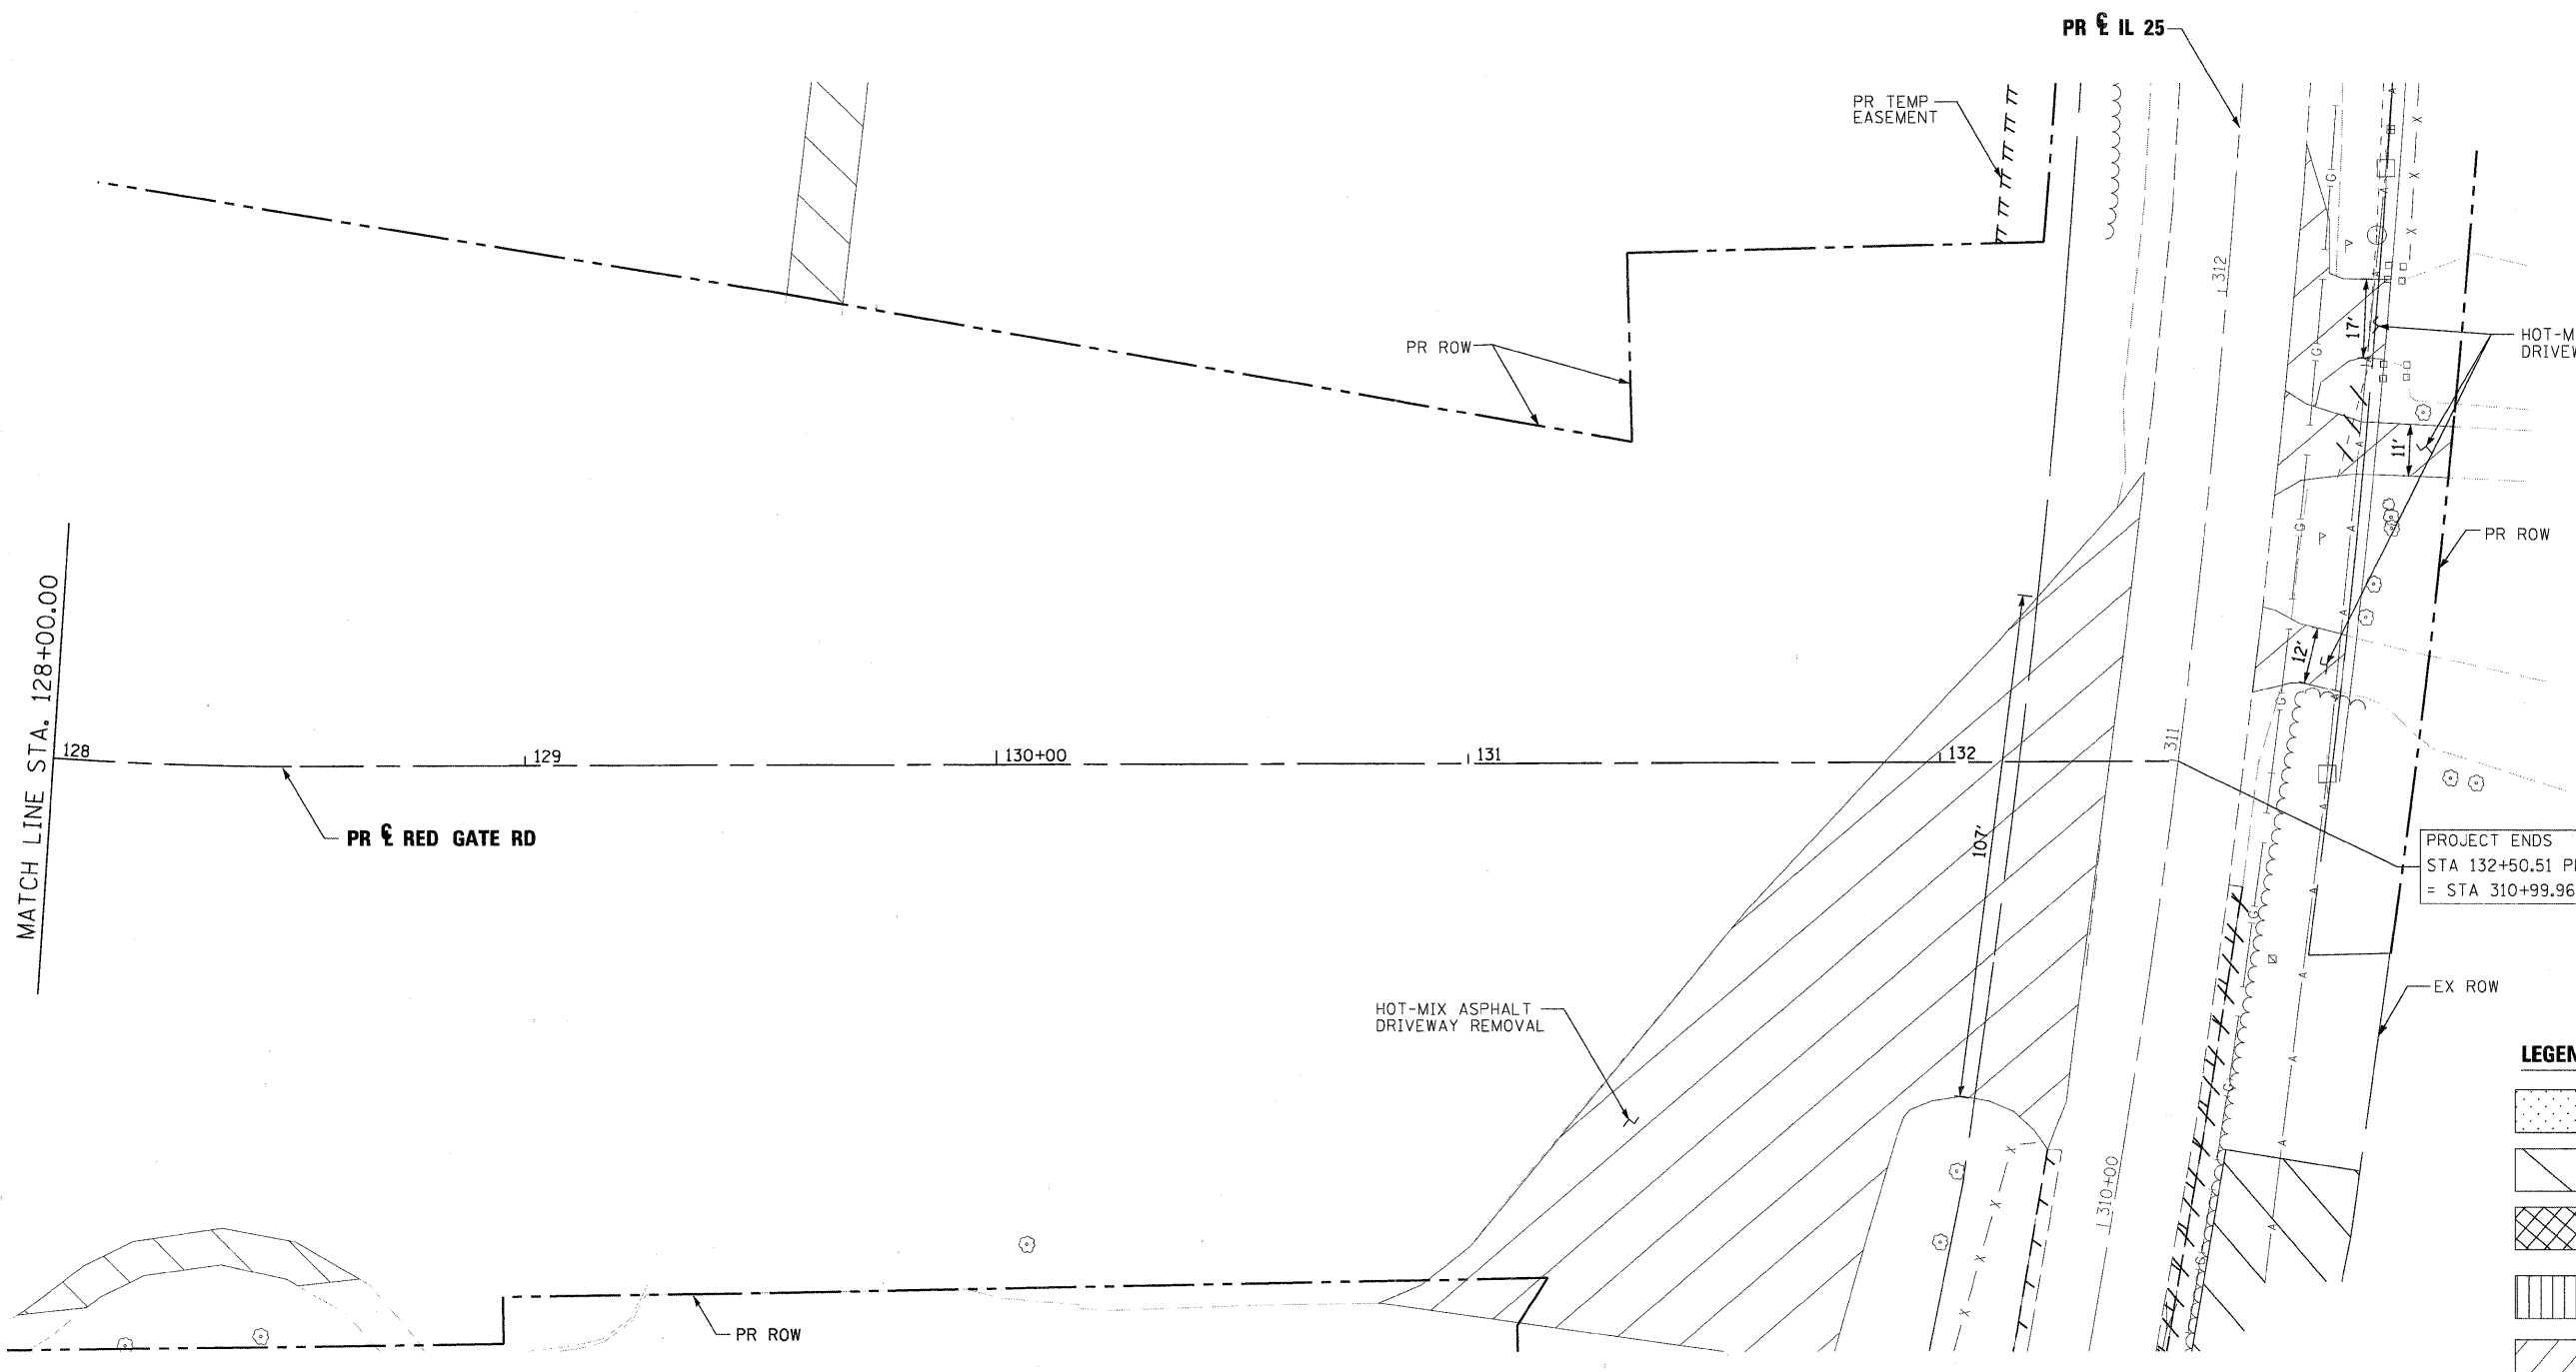 PR ℄ IL 25
PR TEMP
EASEMENT
312
17'
HOT-M
DRIVEW
PR ROW
11'
PR ROW
12'
MATCH LINE STA. 128+00.00
128
129
130+00
131
132
311
PR ℄ RED GATE RD
107'
PROJECT ENDS
STA 132+50.51 P
= STA 310+99.96
EX ROW
HOT-MIX ASPHALT
DRIVEWAY REMOVAL
LEGEN
310+00
PR ROW